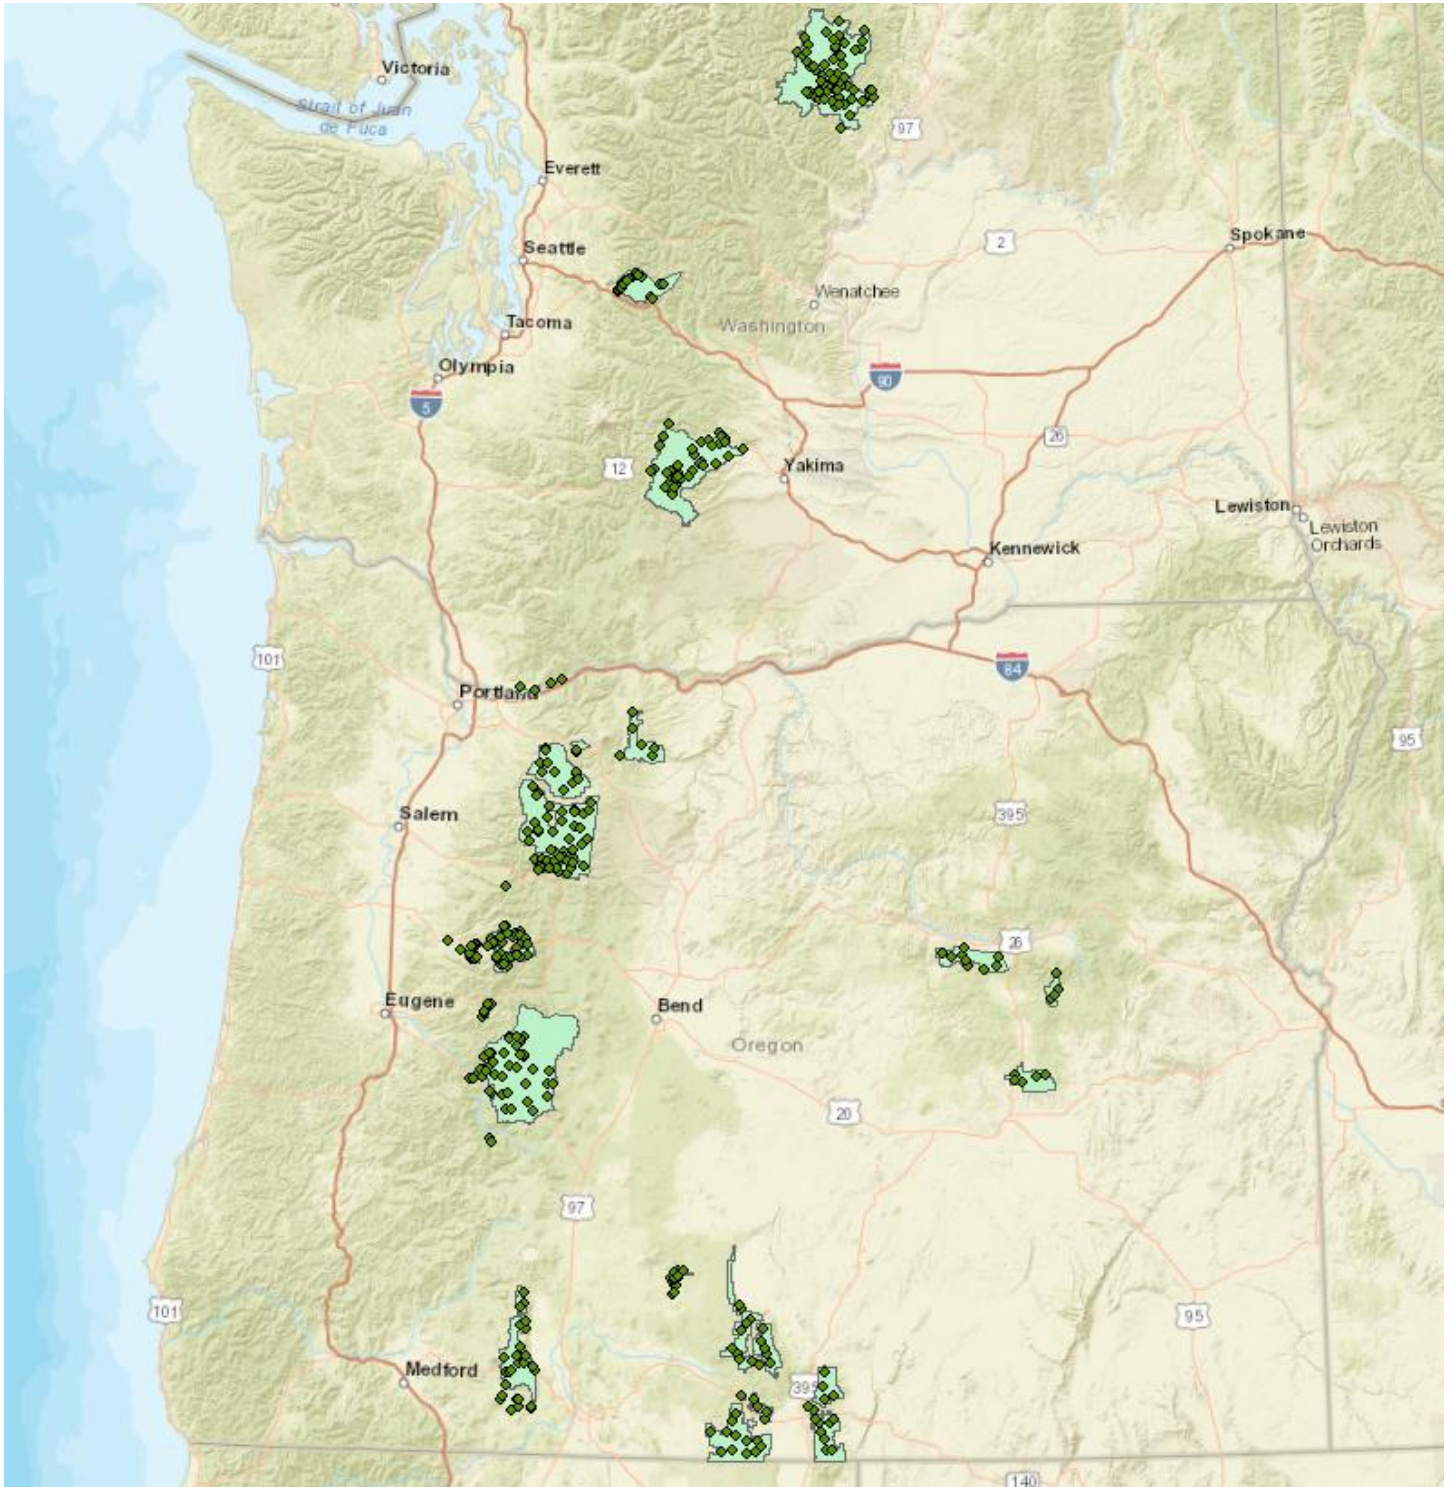 Victoria
Strait of Juan
de Fuca
97
Everett
Spokane
2
Seattle
Wenatchee
Washington
Tacoma
Olympia
90
5
26
12
Yakima
Lewiston
Lewiston
Orchards
Kennewick
101
84
Portland
95
Salem
395
26
Eugene
Bend
Oregon
20
97
101
95
Medford
395
140